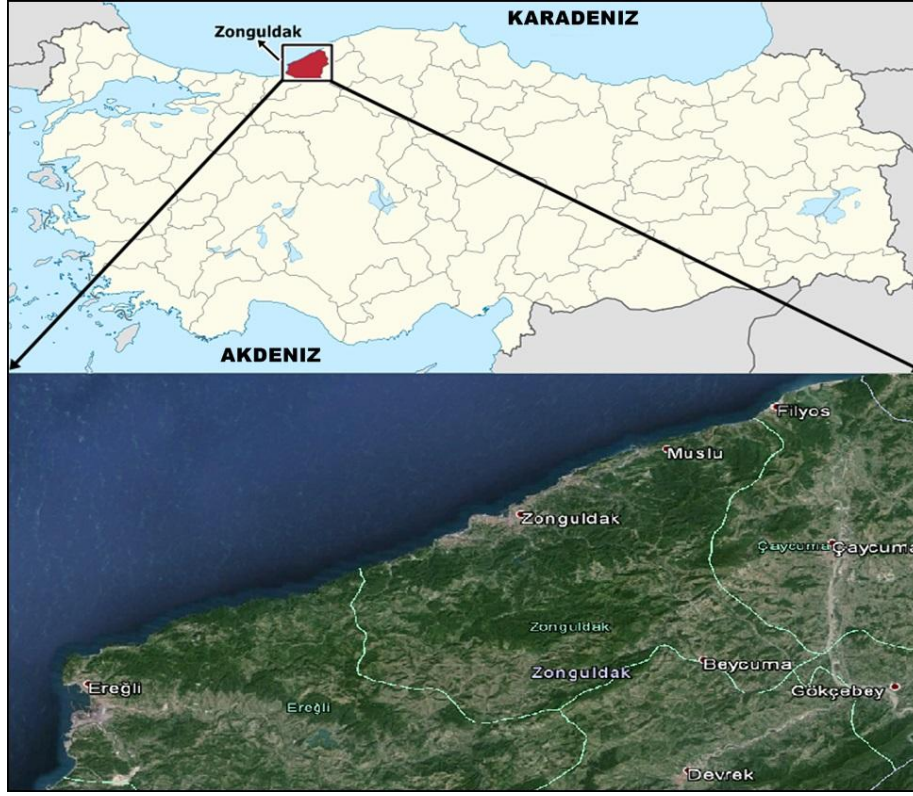 KARADENIZ
Zonguldak
AKDENIZ
Filyos
Muslu
Zonguldak
Çaycuma
Çaycuma
Zonguldak
Zonguldak
Beycuma
Ereğli
Ereğli
Gökçebey
Devrek